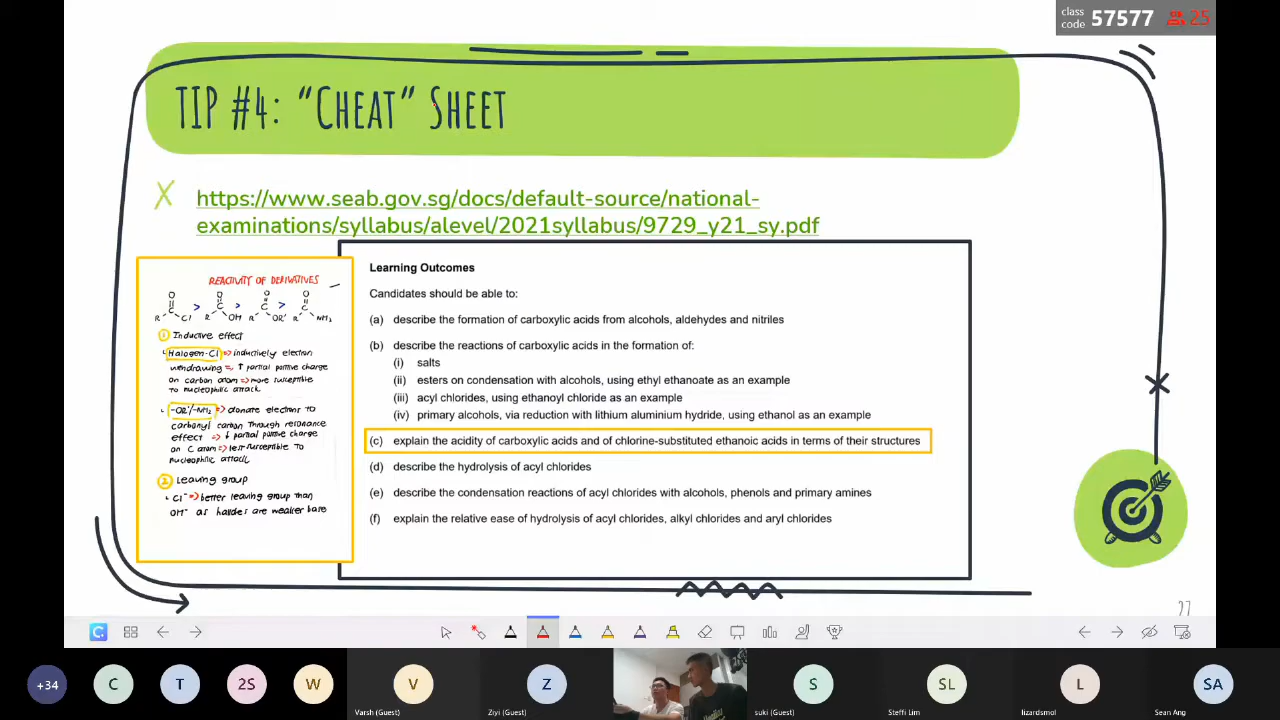 class
code 57577 25
TIP #4: “CHEAT” SHEET
https://www.seab.gov.sg/docs/default-source/national-
examinations/syllabus/alevel/2021syllabus/9729_y21_sy.pdf
REACTIVITY OF DERIVATIVES
O O O O
C > C > C > C
R Cl R OH R OR' R NH2
① Inductive effect
Halogen-Cl => inductively electron
withdrawing => ↑ partial positive charge
on carbon atom => more susceptible
to nucleophilic attack
-OR'/-NH2 => donate electron to
carbonyl carbon through resonance
effect => ↓ partial positive charge
on C atom => less susceptible to
nucleophilic attack
② Leaving group
Cl⁻ => better leaving group than
OH⁻ as halides are weaker base
Learning Outcomes
Candidates should be able to:
(a) describe the formation of carboxylic acids from alcohols, aldehydes and nitriles
(b) describe the reactions of carboxylic acids in the formation of:
(i) salts
(ii) esters on condensation with alcohols, using ethyl ethanoate as an example
(iii) acyl chlorides, using ethanoyl chloride as an example
(iv) primary alcohols, via reduction with lithium aluminium hydride, using ethanol as an example
(c) explain the acidity of carboxylic acids and of chlorine-substituted ethanoic acids in terms of their structures
(d) describe the hydrolysis of acyl chlorides
(e) describe the condensation reactions of acyl chlorides with alcohols, phenols and primary amines
(f) explain the relative ease of hydrolysis of acyl chlorides, alkyl chlorides and aryl chlorides
C
+34 C T 2S W V Z S SL L SA
Varsh (Guest) Ziyi (Guest) suki (Guest) Steffi Lim lizardsmol Sean Ang